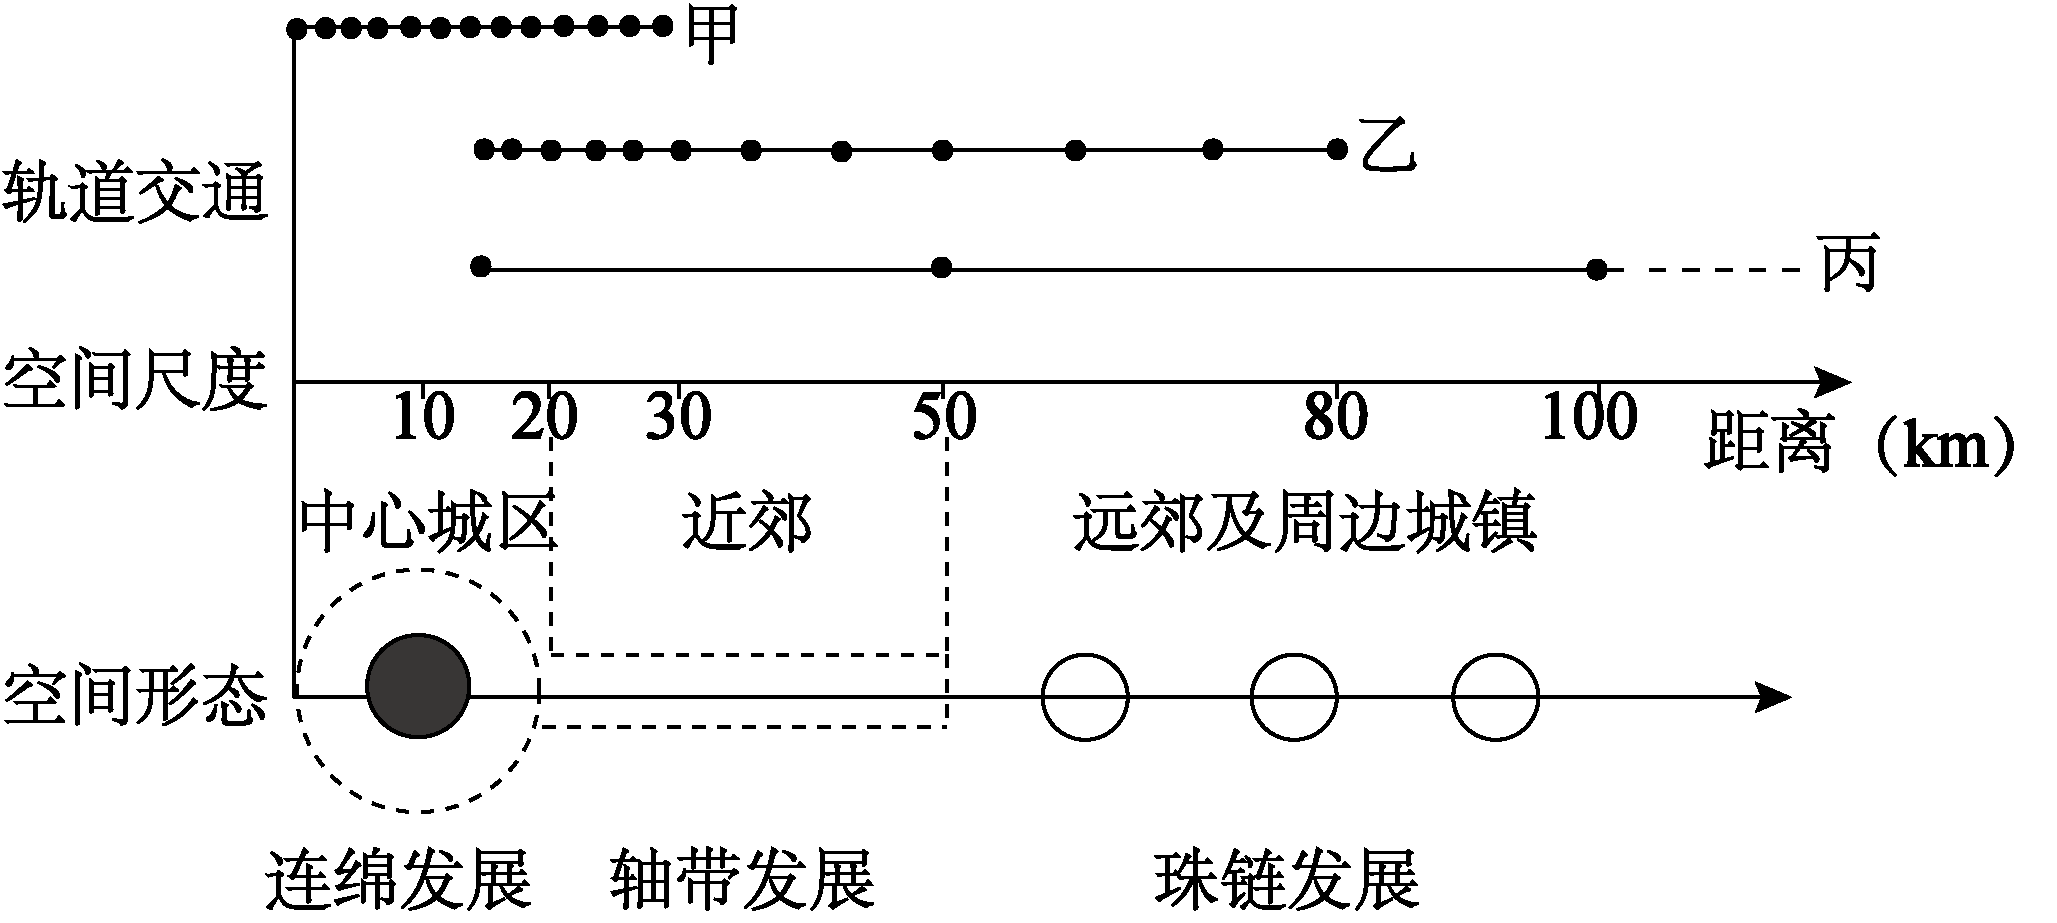 甲
乙
轨道交通
丙
空间尺度
10 20 30 50 80 100
距离（km）
中心城区 近郊 远郊及周边城镇
空间形态
连绵发展 轴带发展 珠链发展